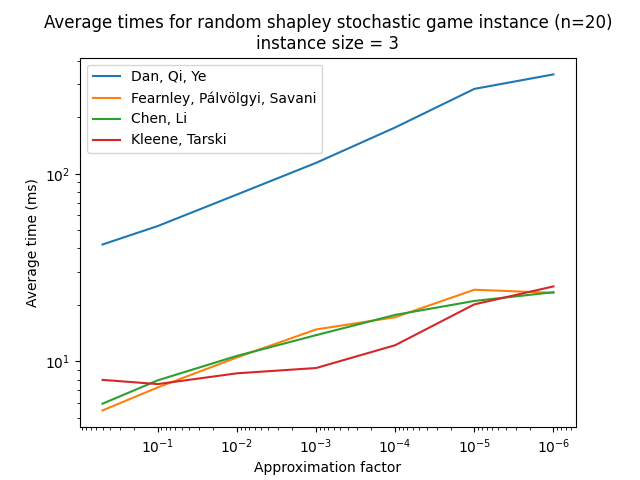 Average times for random shapley stochastic game instance (n=20)
instance size = 3
Dan, Qi, Ye
Fearnley, Pálvölgyi, Savani
Chen, Li
Kleene, Tarski
Average time (ms)
10²
10¹
10⁻¹ 10⁻² 10⁻³ 10⁻⁴ 10⁻⁵ 10⁻⁶
Approximation factor